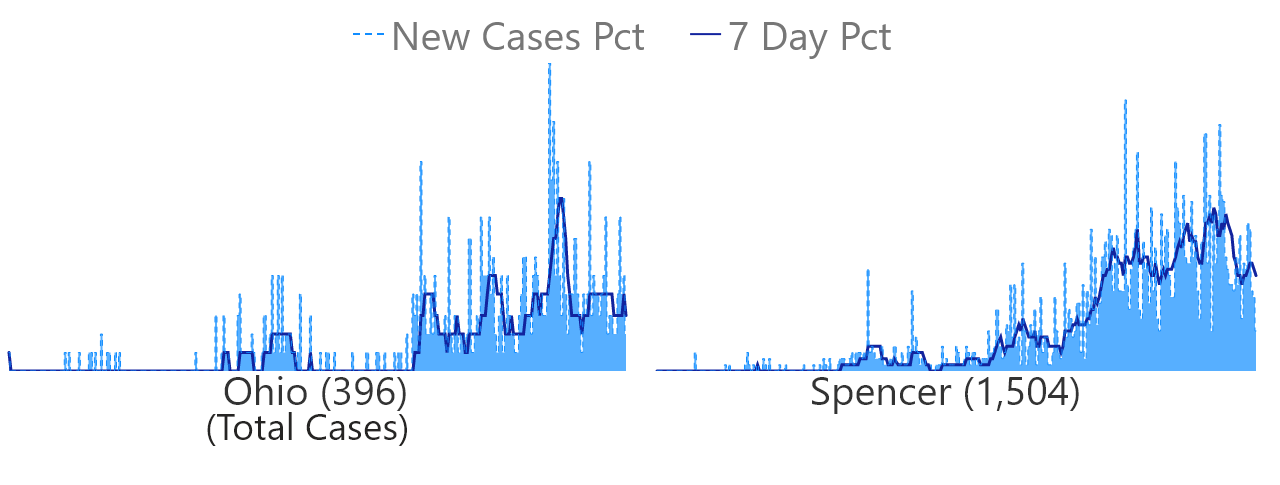 New Cases Pct 7 Day Pct
Ohio (396)
(Total Cases)
Spencer (1,504)